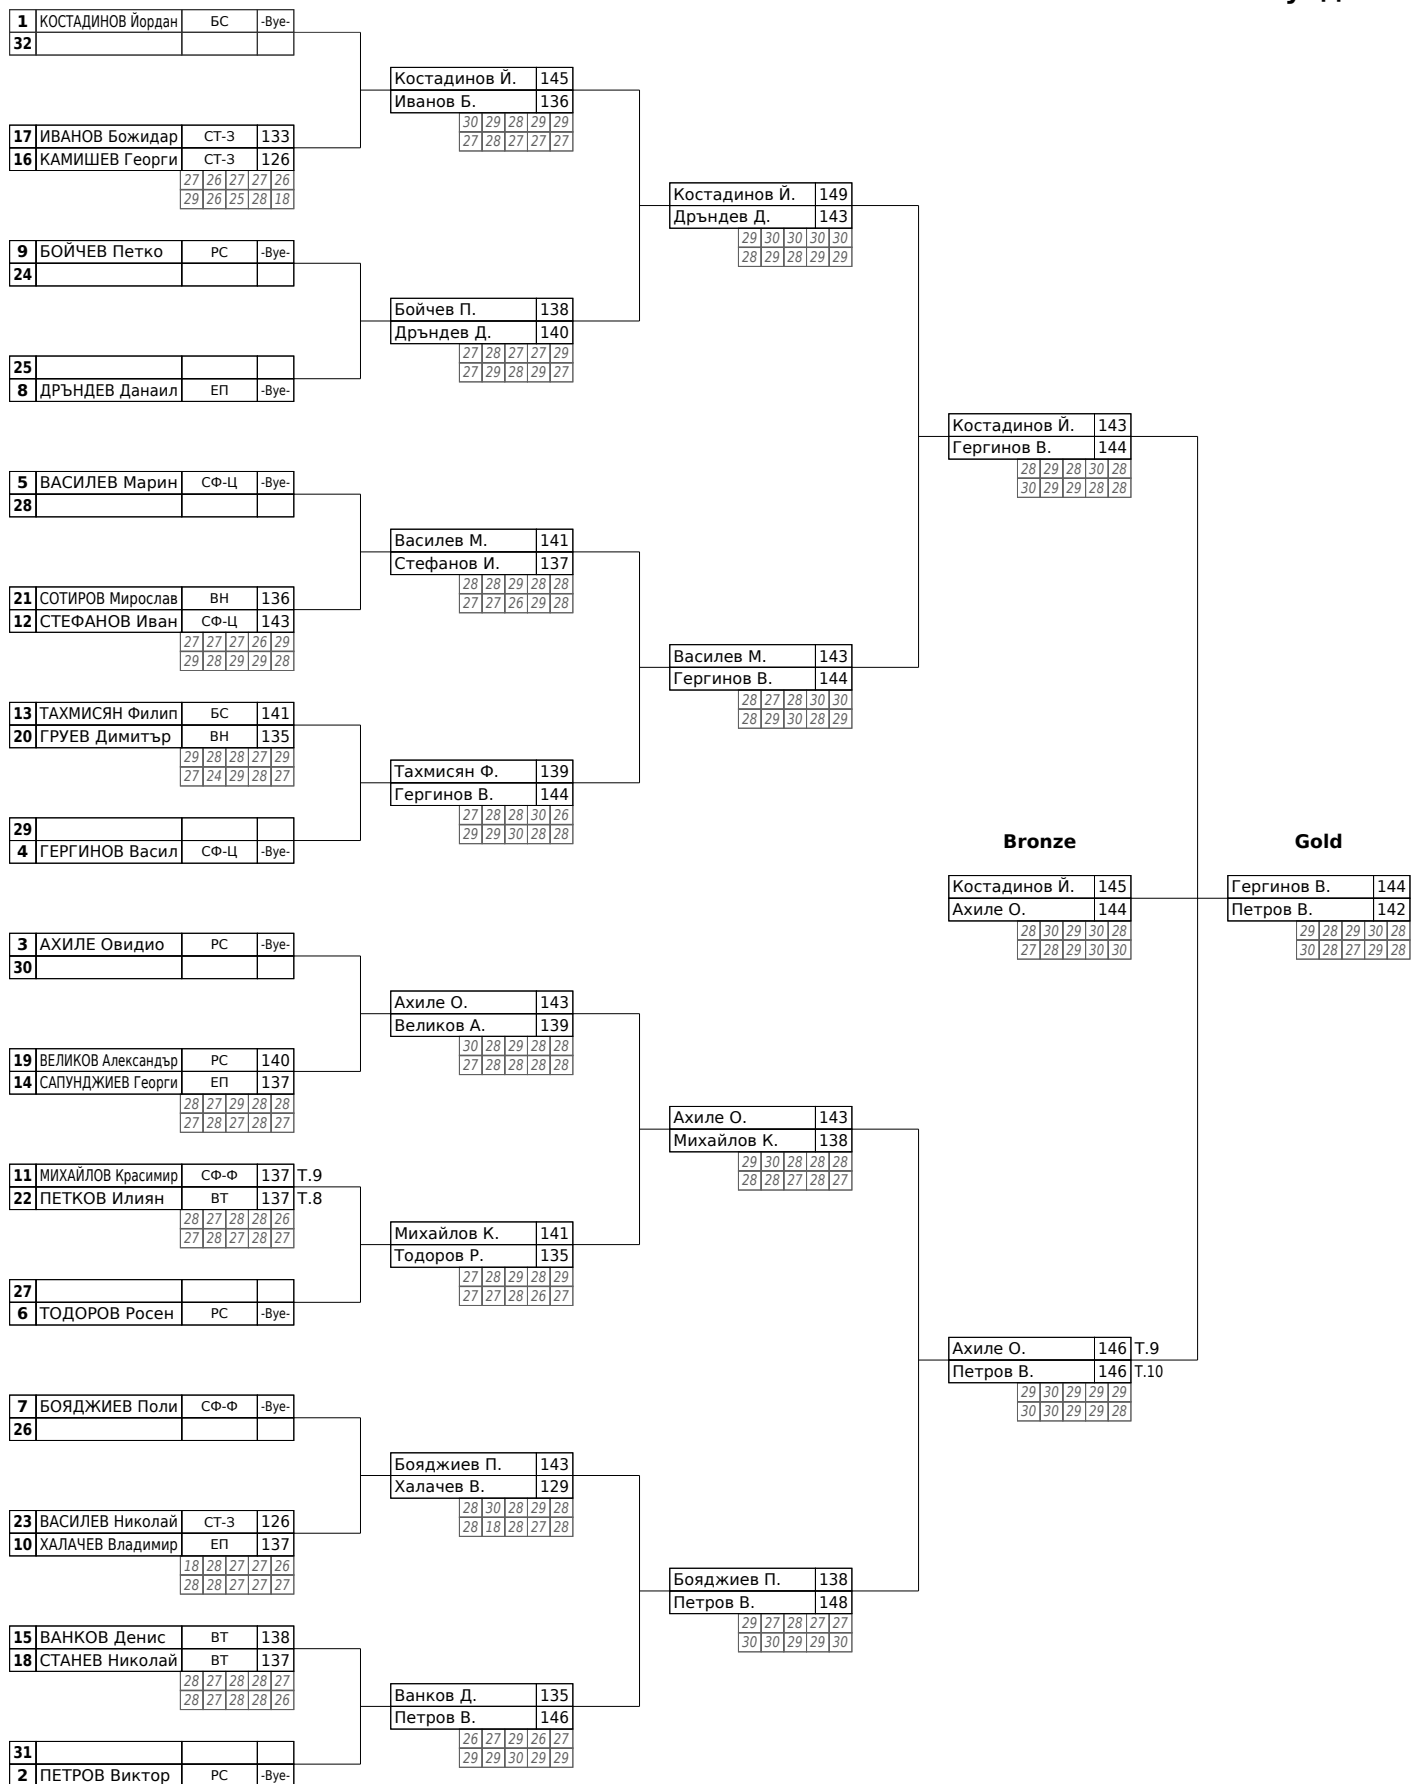 1 КОСТАДИНОВ Йордан БС -Bye-
32
Костадинов Й. 145
Иванов Б. 136
30 29 28 29 29
27 28 27 27 27
17 ИВАНОВ Божидар СТ-З 133
16 КАМИШЕВ Георги СТ-З 126
27 26 27 27 26
29 26 25 28 18
Костадинов Й. 149
Дръндев Д. 143
29 30 30 30 30
28 29 28 29 29
9 БОЙЧЕВ Петко РС -Bye-
24
Бойчев П. 138
Дръндев Д. 140
27 28 27 27 29
27 29 28 29 27
25
8 ДРЪНДЕВ Данаил ЕП -Bye-
Костадинов Й. 143
Гергинов В. 144
28 29 28 30 28
30 29 29 28 28
5 ВАСИЛЕВ Марин СФ-Ц -Bye-
28
Василев М. 141
Стефанов И. 137
28 28 29 28 28
27 27 26 29 28
21 СОТИРОВ Мирослав ВН 136
12 СТЕФАНОВ Иван СФ-Ц 143
27 27 27 26 29
29 28 29 29 28
Василев М. 143
Гергинов В. 144
28 27 28 30 30
28 29 30 28 29
13 ТАХМИСЯН Филип БС 141
20 ГРУЕВ Димитър ВН 135
29 28 28 27 29
27 24 29 28 27
Тахмисян Ф. 139
Гергинов В. 144
27 28 28 30 26
29 29 30 28 28
29
4 ГЕРГИНОВ Васил СФ-Ц -Bye-
Bronze Gold
Костадинов Й. 145 Гергинов В. 144
Ахиле О. 144 Петров В. 142
28 30 29 30 28 29 28 29 30 28
27 28 29 30 30 30 28 27 29 28
3 АХИЛЕ Овидио РС -Bye-
30
Ахиле О. 143
Великов А. 139
30 28 29 28 28
27 28 28 28 28
19 ВЕЛИКОВ Александър РС 140
14 САПУНДЖИЕВ Георги ЕП 137
28 27 29 28 28
27 28 27 28 27
Ахиле О. 143
Михайлов К. 138
29 30 28 28 28
28 28 27 28 27
11 МИХАЙЛОВ Красимир СФ-Ф 137 T.9
22 ПЕТКОВ Илиян ВТ 137 T.8
28 27 28 28 26
27 28 27 28 27
Михайлов К. 141
Тодоров Р. 135
27 28 29 28 29
27 27 28 26 27
27
6 ТОДОРОВ Росен РС -Bye-
Ахиле О. 146 T.9
Петров В. 146 T.10
29 30 29 29 29
30 30 29 29 28
7 БОЯДЖИЕВ Поли СФ-Ф -Bye-
26
Бояджиев П. 143
Халачев В. 129
28 30 28 29 28
28 18 28 27 28
23 ВАСИЛЕВ Николай СТ-З 126
10 ХАЛАЧЕВ Владимир ЕП 137
18 28 27 27 26
28 28 27 27 27
Бояджиев П. 138
Петров В. 148
29 27 28 27 27
30 30 29 29 30
15 ВАНКОВ Денис ВТ 138
18 СТАНЕВ Николай ВТ 137
28 27 28 28 27
28 27 28 28 26
Ванков Д. 135
Петров В. 146
26 27 29 26 27
29 29 30 29 29
31
2 ПЕТРОВ Виктор РС -Bye-